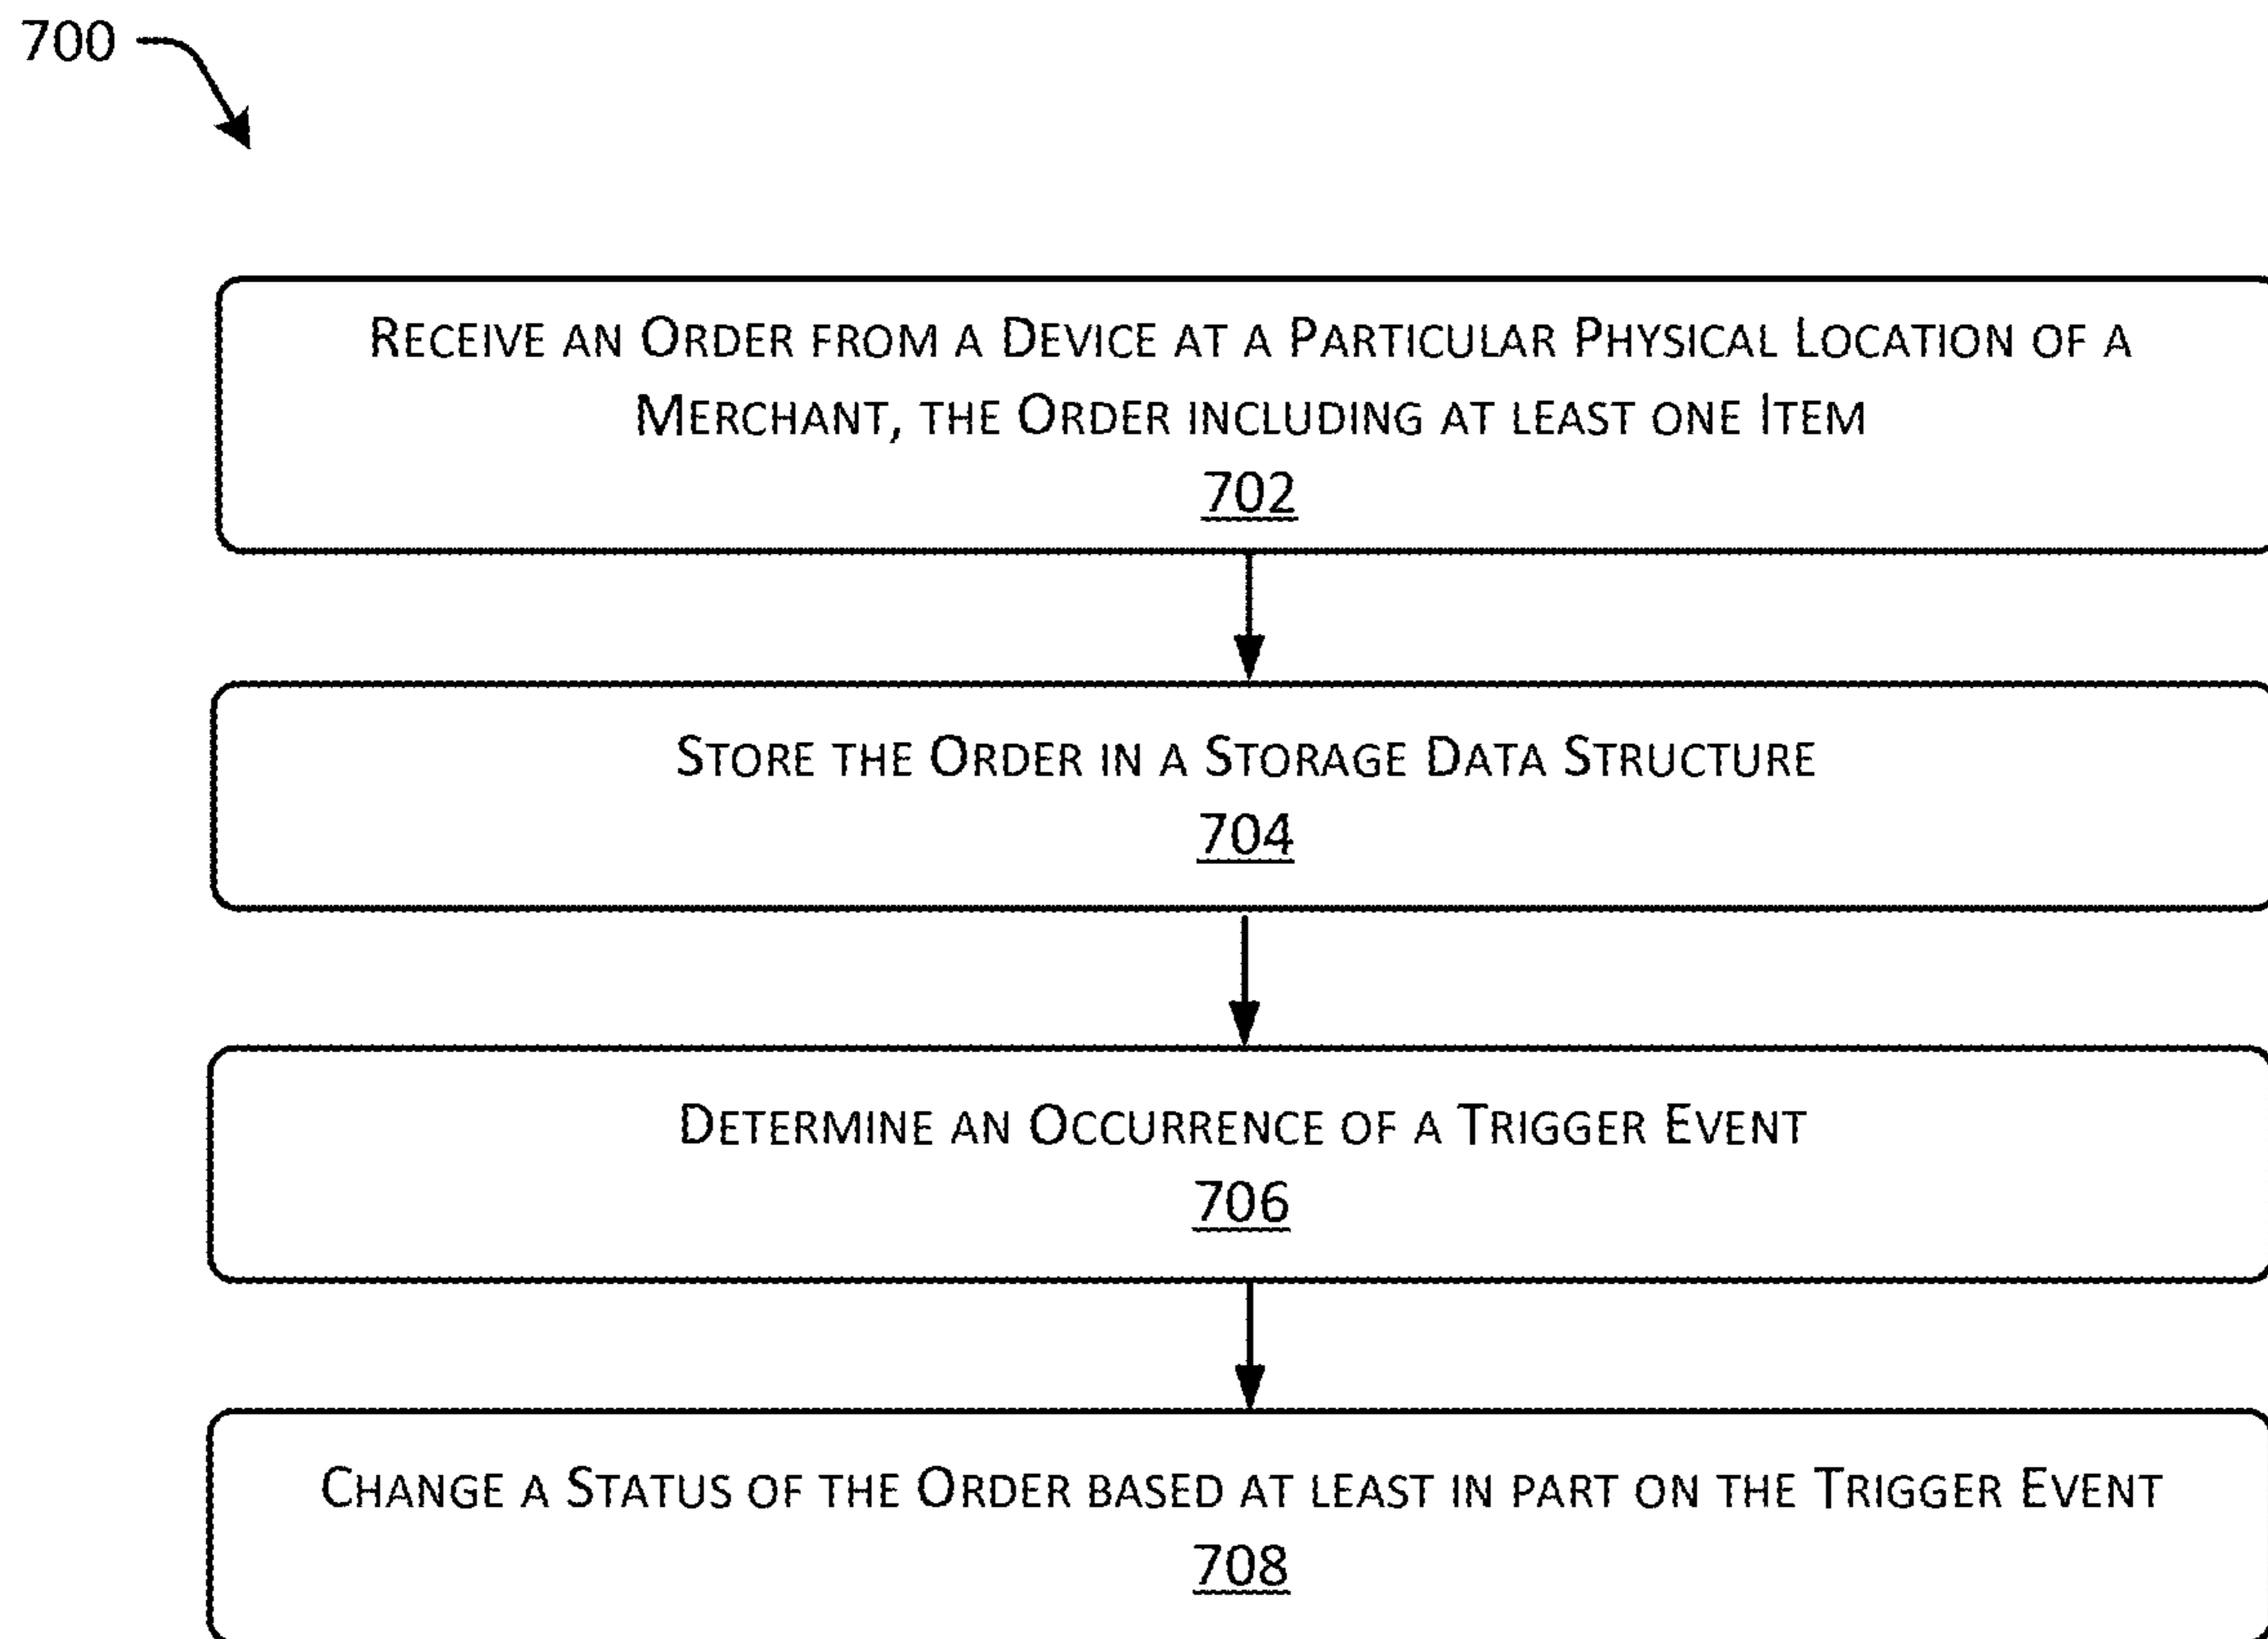 700
RECEIVE AN ORDER FROM A DEVICE AT A PARTICULAR PHYSICAL LOCATION OF A
MERCHANT, THE ORDER INCLUDING AT LEAST ONE ITEM
702
STORE THE ORDER IN A STORAGE DATA STRUCTURE
704
DETERMINE AN OCCURRENCE OF A TRIGGER EVENT
706
CHANGE A STATUS OF THE ORDER BASED AT LEAST IN PART ON THE TRIGGER EVENT
708